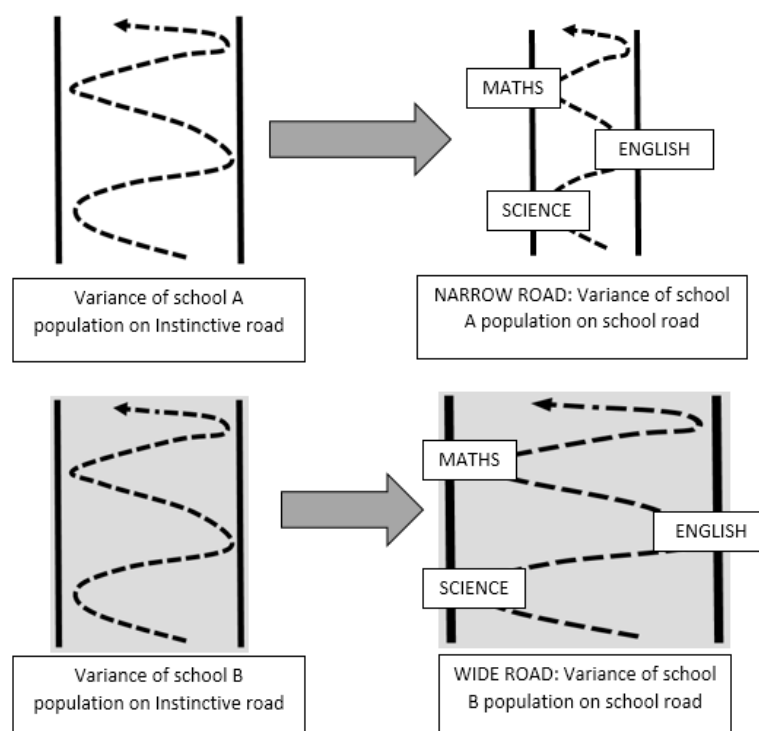 MATHS
ENGLISH
SCIENCE
Variance of school A
population on Instinctive road
NARROW ROAD: Variance of school
A population on school road
MATHS
ENGLISH
SCIENCE
Variance of school B
population on Instinctive road
WIDE ROAD: Variance of school
B population on school road